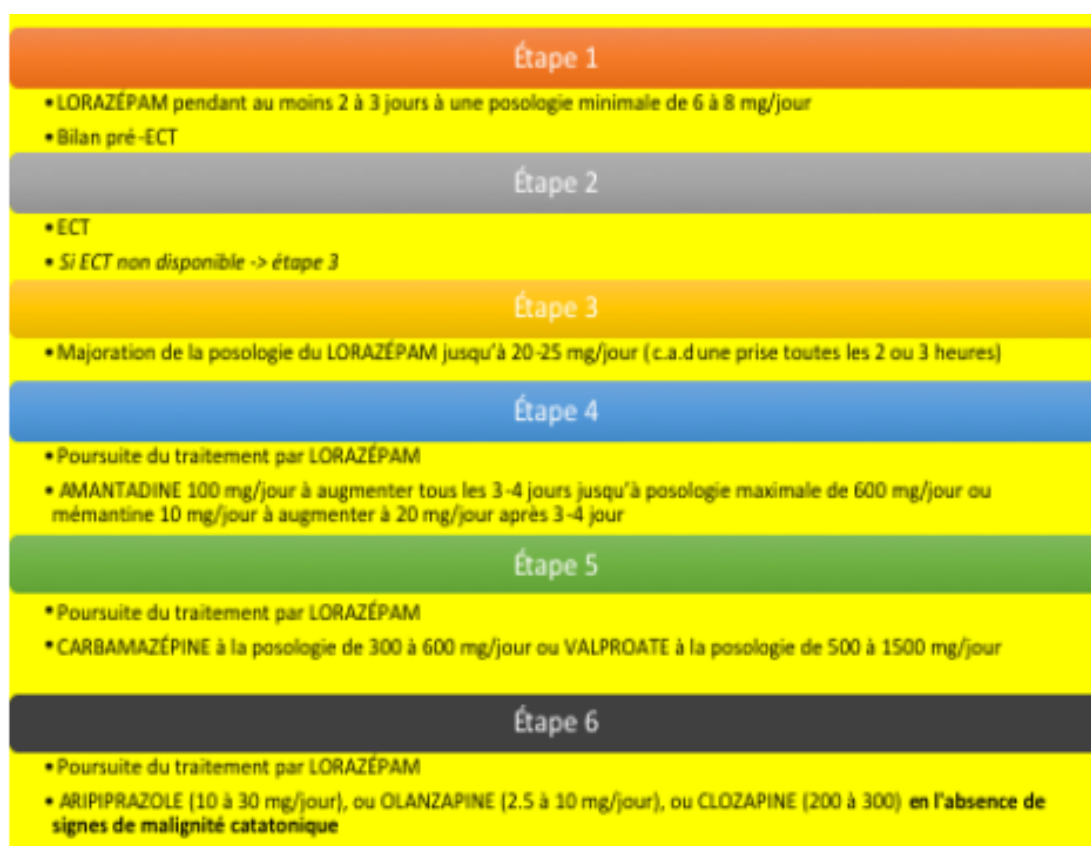 Étape 1
• LORAZÉPAM pendant au moins 2 à 3 jours à une posologie minimale de 6 à 8 mg/jour
• Bilan pré-ECT
Étape 2
• ECT
• Si ECT non disponible -> étape 3
Étape 3
• Majoration de la posologie du LORAZÉPAM jusqu'à 20-25 mg/jour (c.a.d une prise toutes les 2 ou 3 heures)
Étape 4
• Poursuite du traitement par LORAZÉPAM
• AMANTADINE 100 mg/jour à augmenter tous les 3-4 jours jusqu'à posologie maximale de 600 mg/jour ou
mémantine 10 mg/jour à augmenter à 20 mg/jour après 3-4 jour
Étape 5
• Poursuite du traitement par LORAZÉPAM
• CARBAMAZÉPINE à la posologie de 300 à 600 mg/jour ou VALPROATE à la posologie de 500 à 1500 mg/jour
Étape 6
• Poursuite du traitement par LORAZÉPAM
• ARIPIPRAZOLE (10 à 30 mg/jour), ou OLANZAPINE (2.5 à 10 mg/jour), ou CLOZAPINE (200 à 300) en l'absence de
signes de malignité catatonique